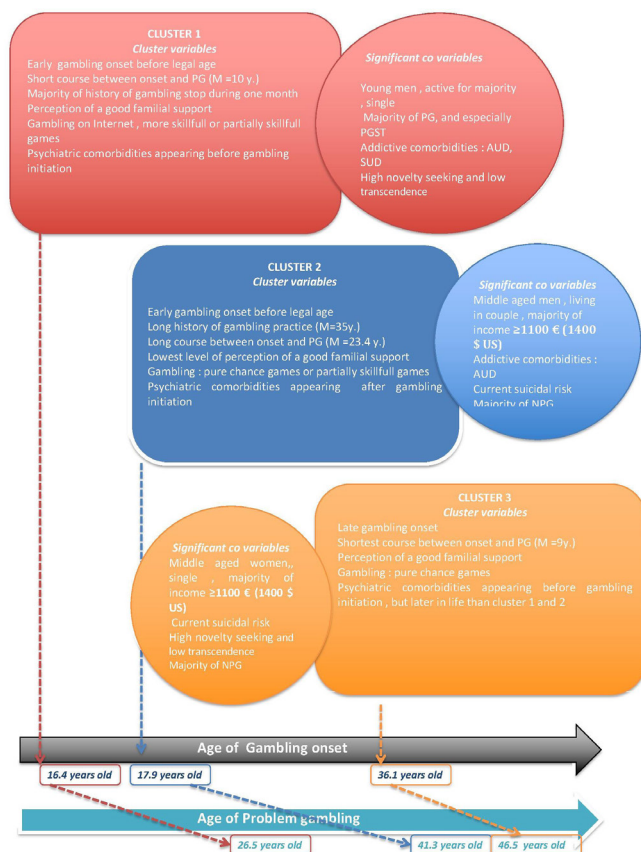 CLUSTER 1
Cluster variables
Early gambling onset before legal age
Short course between onset and PG (M =10 y.)
Majority of history of gambling stop during one month
Perception of a good familial support
Gambling on Internet , more skillfull or partially skillfull
games
Psychiatric comorbidities appearing before gambling
initiation
Significant co variables
Young men , active for majority
, single
Majority of PG, and especially
PGST
Addictive comorbidities : AUD,
SUD
High novelty seeking and low
transcendence
CLUSTER 2
Cluster variables
Early gambling onset before legal age
Long history of gambling practice (M=35y.)
Long course between onset and PG (M =23.4 y.)
Lowest level of perception of a good familial support
Gambling : pure chance games or partially skillfull games
Psychiatric comorbidities appearing after gambling
initiation
Significant co variables
Middle aged men , living
in couple , majority of
income ≥1100 € (1400
$ US)
Addictive comorbidities :
AUD
Current suicidal risk
Majority of NPG
CLUSTER 3
Cluster variables
Late gambling onset
Shortest course between onset and PG (M =9y.)
Perception of a good familial support
Gambling : pure chance games
Psychiatric comorbidities appearing before gambling
initiation , but later in life than cluster 1 and 2
Significant co variables
Middle aged women,,
single , majority of
income ≥1100 € (1400 $
US)
Current suicidal risk
High novelty seeking and
low transcendence
Majority of NPG
Age of Gambling onset
16.4 years old
17.9 years old
36.1 years old
Age of Problem gambling
26.5 years old
41.3 years old
46.5 years old